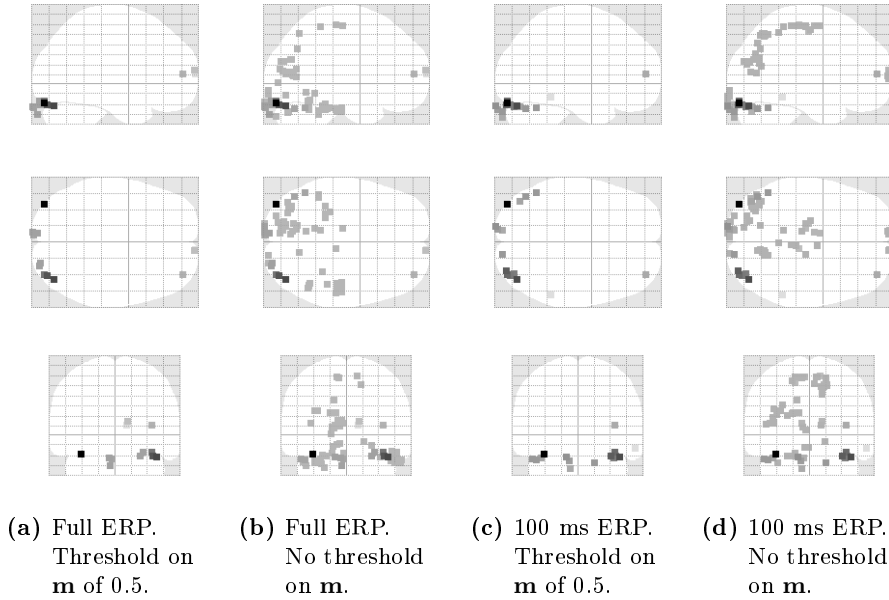 (a) Full ERP.
Threshold on
m of 0.5.
(b) Full ERP.
No threshold
on m.
(c) 100 ms ERP.
Threshold on
m of 0.5.
(d) 100 ms ERP.
No threshold
on m.